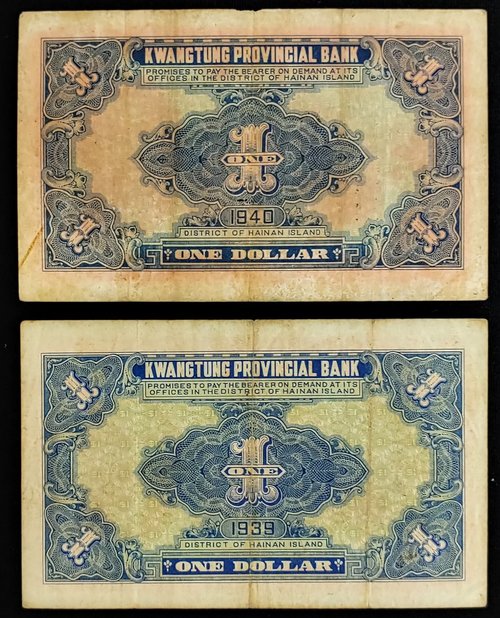 1 1
KWANGTUNG PROVINCIAL BANK
PROMISES TO PAY THE BEARER ON DEMAND AT ITS
OFFICES IN THE DISTRICT OF HAINAN ISLAND
1
ONE
1940
DISTRICT OF HAINAN ISLAND
1 1
ONE DOLLAR
1 1
KWANGTUNG PROVINCIAL BANK
PROMISES TO PAY THE BEARER ON DEMAND AT ITS
OFFICES IN THE DISTRICT OF HAINAN ISLAND
1
ONE
1939
DISTRICT OF HAINAN ISLAND
1 1
ONE DOLLAR